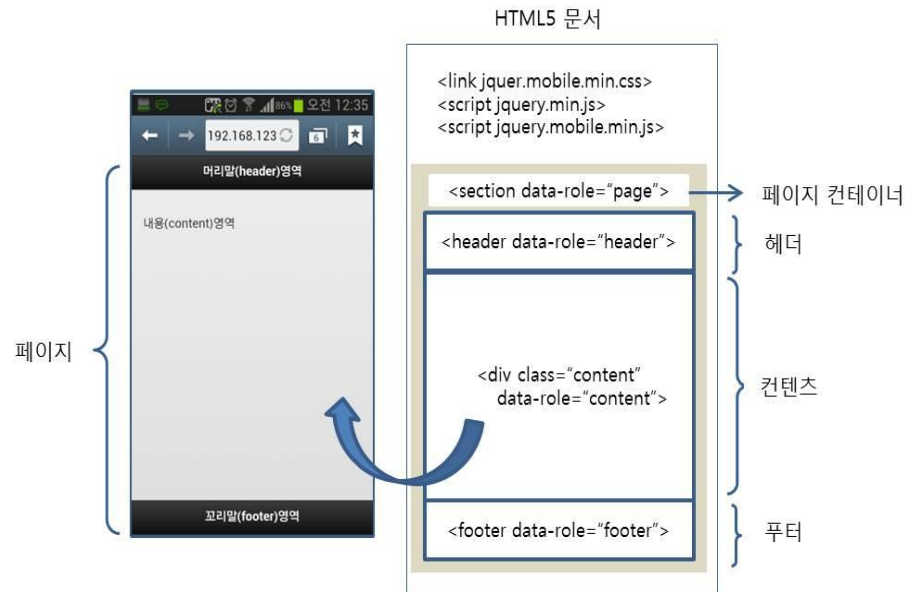 HTML5 문서
<link jquer.mobile.min.css>
<script jquery.min.js>
<script jquery.mobile.min.js>
86% 오전 12:35
192.168.123
6
머리말(header)영역
내용(content)영역
꼬리말(footer)영역
페이지
<section data-role=“page”>
페이지 컨테이너
<header data-role=“header”>
헤더
<div class=“content”
data-role=“content”>
컨텐츠
<footer data-role=“footer”>
푸터